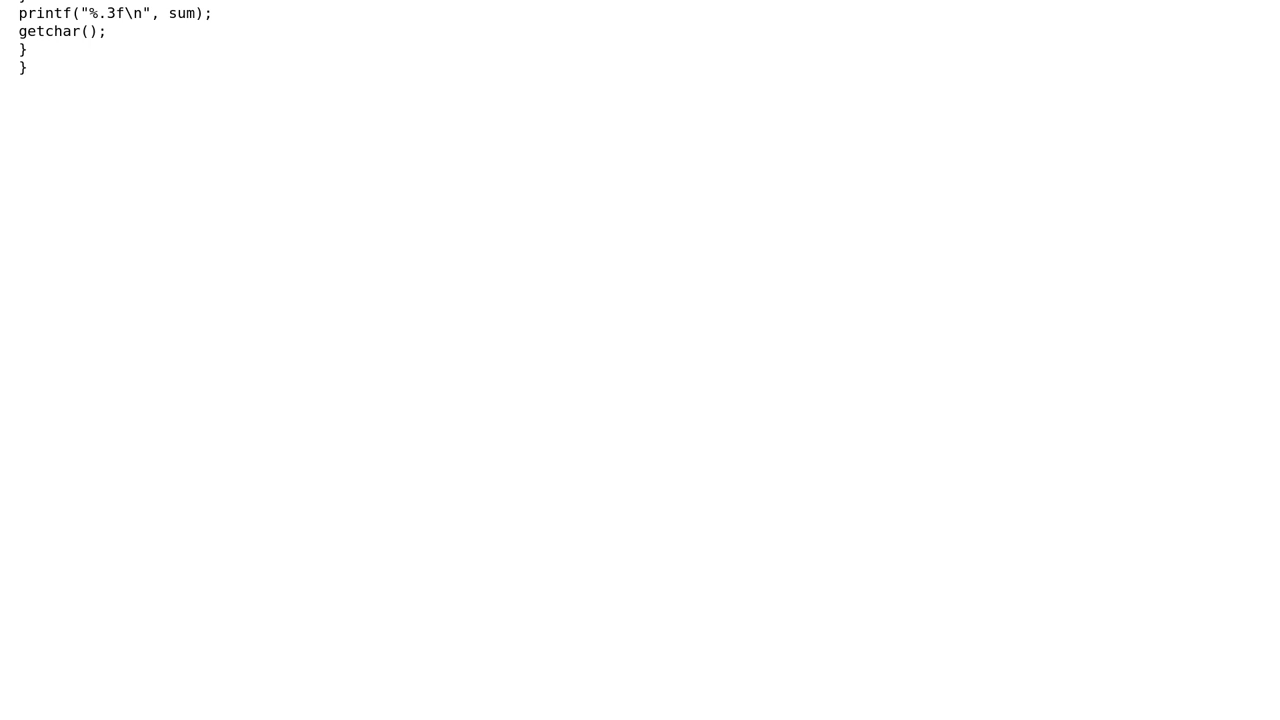 printf("%.3f\n", sum);
getchar();
}
}